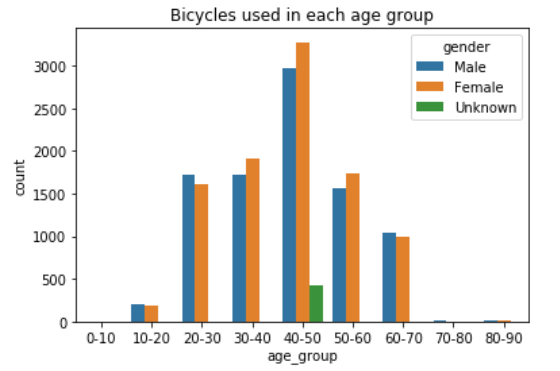 Bicycles used in each age group
gender
Male
Female
Unknown
count
3000
2500
2000
1500
1000
500
0
0-10 10-20 20-30 30-40 40-50 50-60 60-70 70-80 80-90
age_group